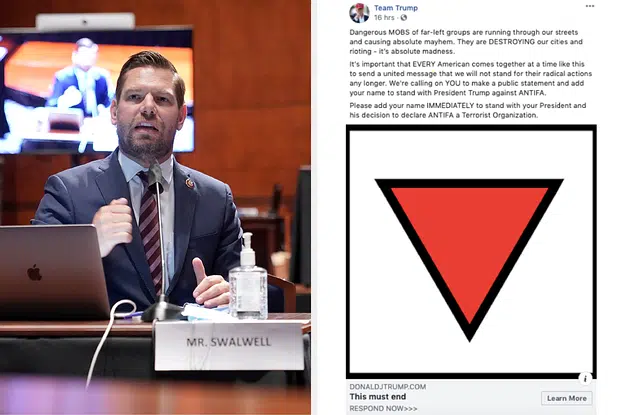 MR. SWALWELL
Team Trump
16 hrs ·
Dangerous MOBS of far-left groups are running through our streets
and causing absolute mayhem. They are DESTROYING our cities and
rioting - it's absolute madness.
It's important that EVERY American comes together at a time like this
to send a united message that we will not stand for their radical actions
any longer. We're calling on YOU to make a public statement and add
your name to stand with President Trump against ANTIFA.
Please add your name IMMEDIATELY to stand with your President and
his decision to declare ANTIFA a Terrorist Organization.
i
DONALDJTRUMP.COM
This must end
Learn More
RESPOND NOW>>>